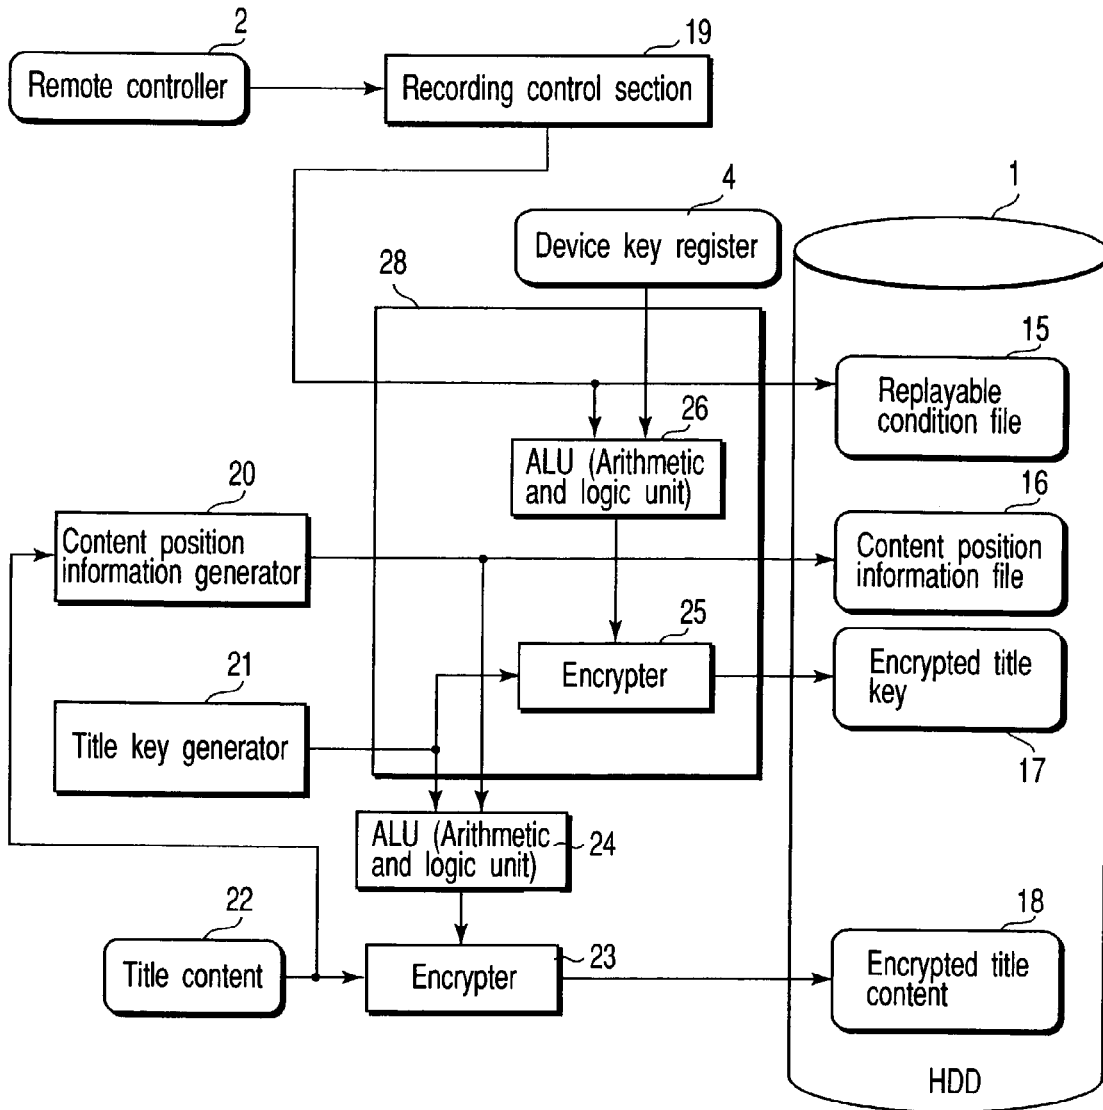 2
19
Remote controller
Recording control section
4
1
Device key register
28
15
Replayable
condition file
26
ALU (Arithmetic
and logic unit)
20
16
Content position
information generator
Content position
information file
25
21
Encrypter
Encrypted title
key
Title key generator
17
ALU (Arithmetic
and logic unit)
24
22
18
Title content
Encrypter
23
Encrypted title
content
HDD